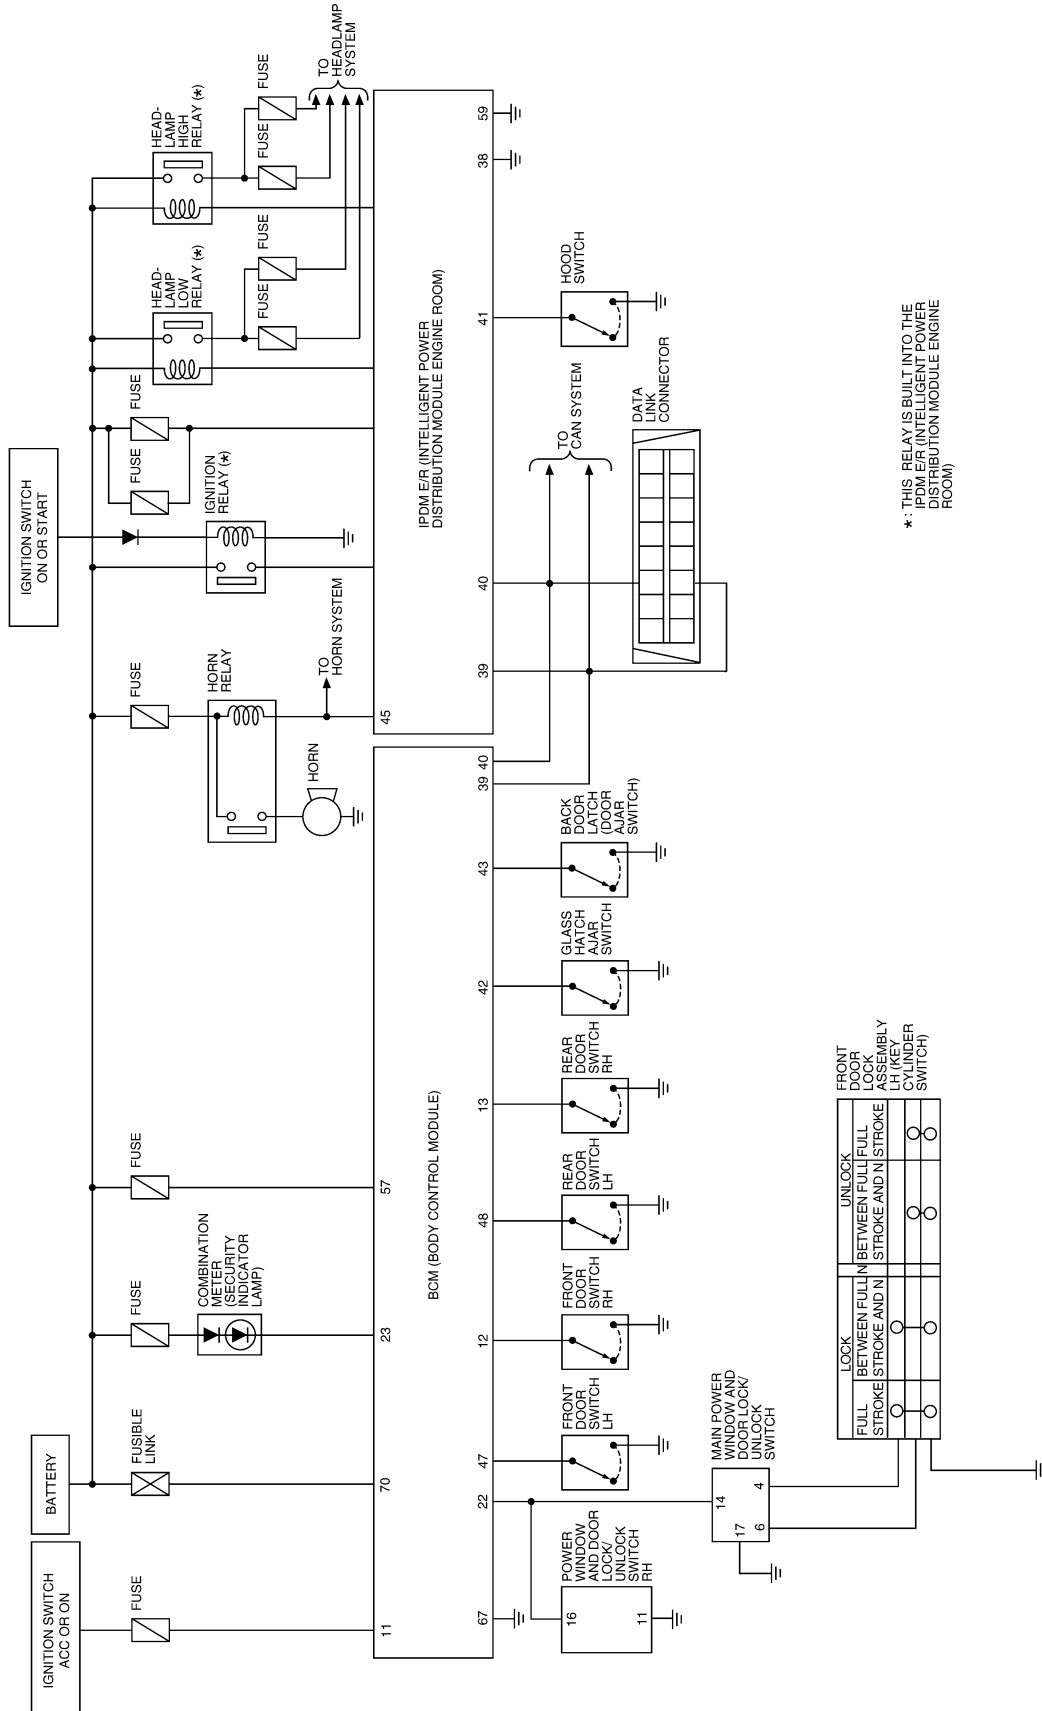 IGNITION SWITCH
ACC OR ON
BATTERY
IGNITION SWITCH
ON OR START
FUSE
FUSIBLE
LINK
FUSE
COMBINATION
METER
(SECURITY
INDICATOR
LAMP)
FUSE
FUSE
HORN
RELAY
HORN
TO
HORN SYSTEM
IGNITION
RELAY (*)
FUSE
FUSE
HEAD-
LAMP
LOW
RELAY (*)
FUSE
FUSE
HEAD-
LAMP
HIGH
RELAY (*)
FUSE
FUSE
TO
HEADLAMP
SYSTEM
11
70
23
57
45
BCM (BODY CONTROL MODULE)
IPDM E/R (INTELLIGENT POWER
DISTRIBUTION MODULE ENGINE ROOM)
67
22
47
12
48
13
42
43
39
40
39
40
41
38
59
POWER
WINDOW
AND DOOR
LOCK/
UNLOCK
SWITCH
RH
16
11
FRONT
DOOR
SWITCH
LH
FRONT
DOOR
SWITCH
RH
REAR
DOOR
SWITCH
LH
REAR
DOOR
SWITCH
RH
GLASS
HATCH
AJAR
SWITCH
BACK
DOOR
LATCH
(DOOR
AJAR
SWITCH)
TO
CAN SYSTEM
DATA
LINK
CONNECTOR
HOOD
SWITCH
MAIN POWER
WINDOW AND
DOOR LOCK/
UNLOCK
SWITCH
14
17
4
6
FRONT
DOOR
LOCK
ASSEMBLY
LH (KEY
CYLINDER
SWITCH)
LOCK
UNLOCK
FULL
STROKE
BETWEEN FULL
STROKE AND N
N
BETWEEN FULL
STROKE AND N
FULL
STROKE
*: THIS RELAY IS BUILT INTO THE
IPDM E/R (INTELLIGENT POWER
DISTRIBUTION MODULE ENGINE
ROOM)